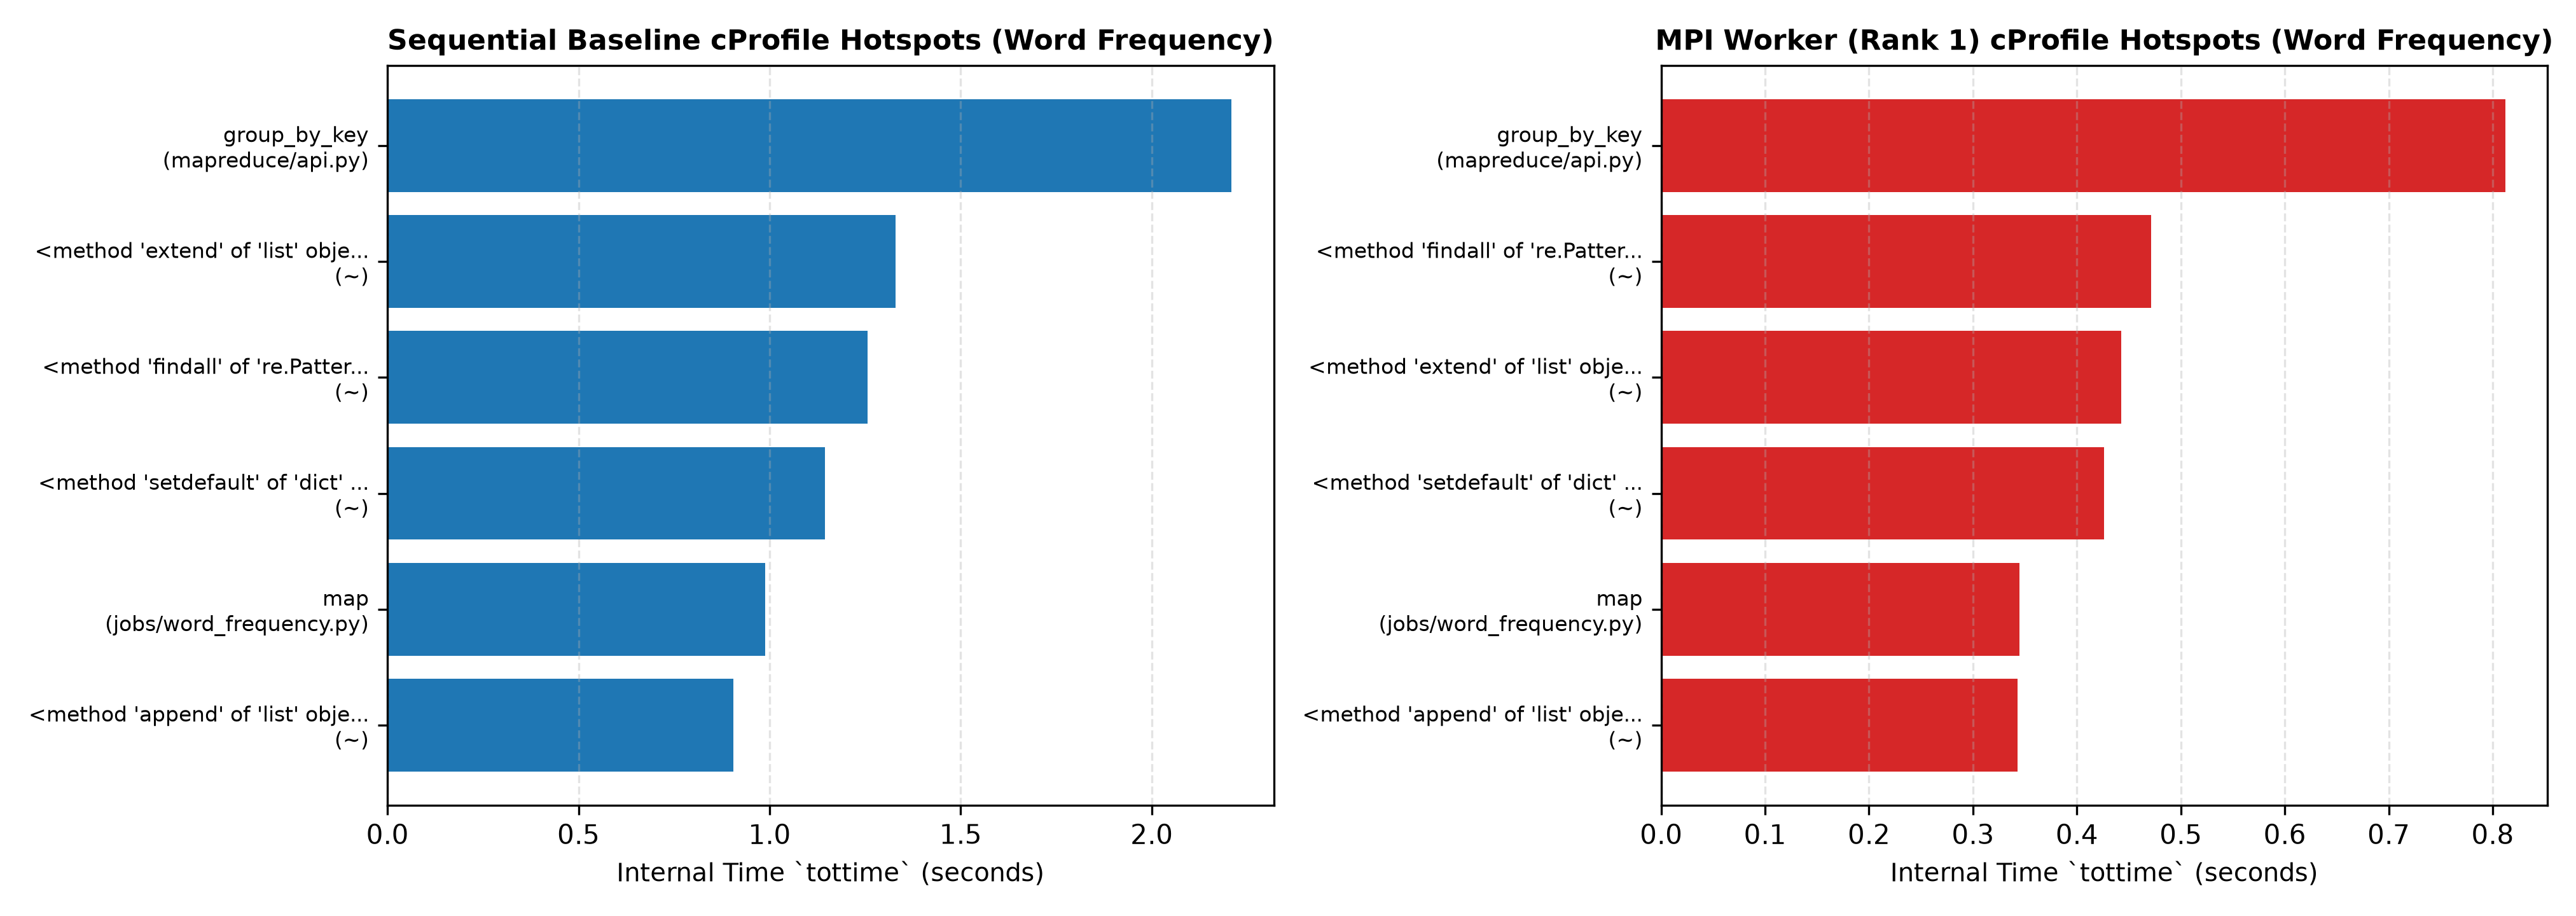 Sequential Baseline cProfile Hotspots (Word Frequency)
group_by_key
(mapreduce/api.py)
<method 'extend' of 'list' obje...
(~)
<method 'findall' of 're.Patter...
(~)
<method 'setdefault' of 'dict' ...
(~)
map
(jobs/word_frequency.py)
<method 'append' of 'list' obje...
(~)
0.0 0.5 1.0 1.5 2.0
Internal Time `tottime` (seconds)
MPI Worker (Rank 1) cProfile Hotspots (Word Frequency)
group_by_key
(mapreduce/api.py)
<method 'findall' of 're.Patter...
(~)
<method 'extend' of 'list' obje...
(~)
<method 'setdefault' of 'dict' ...
(~)
map
(jobs/word_frequency.py)
<method 'append' of 'list' obje...
(~)
0.0 0.1 0.2 0.3 0.4 0.5 0.6 0.7 0.8
Internal Time `tottime` (seconds)